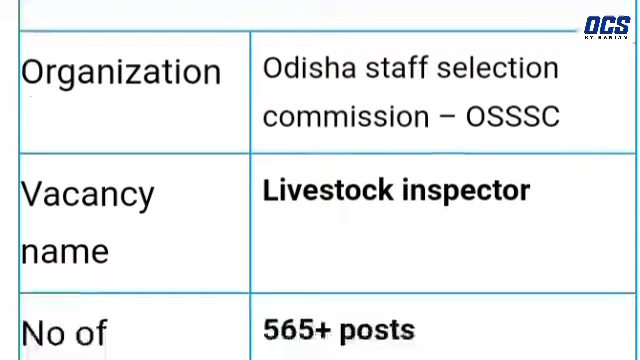 OCS
Organization
Odisha staff selection
commission – OSSSC
Vacancy
name
Livestock inspector
No of
565+ posts